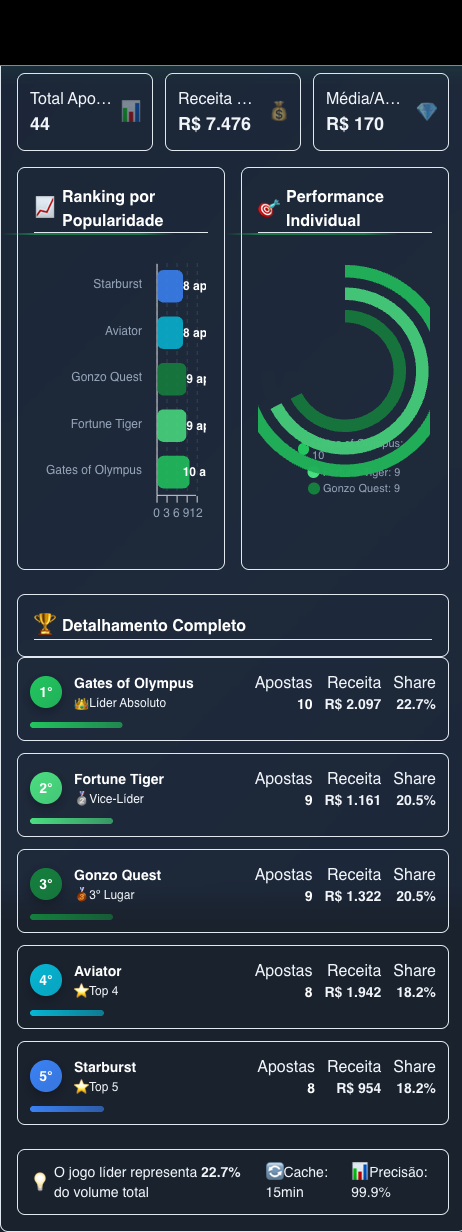 Total Apo...
44
Receita ...
R$ 7.476
Média/A...
R$ 170
Ranking por
Popularidade
Starburst
8 ap
Aviator
8 ap
Gonzo Quest
9 ap
Fortune Tiger
9 ap
Gates of Olympus
10 a
0 3 6 9 12
Performance
Individual
of Olympus:
10
ger: 9
Gonzo Quest: 9
Detalhamento Completo
1° Gates of Olympus
Líder Absoluto
Apostas Receita Share
10 R$ 2.097 22.7%
2° Fortune Tiger
Vice-Líder
Apostas Receita Share
9 R$ 1.161 20.5%
3° Gonzo Quest
3° Lugar
Apostas Receita Share
9 R$ 1.322 20.5%
4° Aviator
Top 4
Apostas Receita Share
8 R$ 1.942 18.2%
5° Starburst
Top 5
Apostas Receita Share
8 R$ 954 18.2%
O jogo líder representa 22.7%
do volume total
Cache:
15min
Precisão:
99.9%